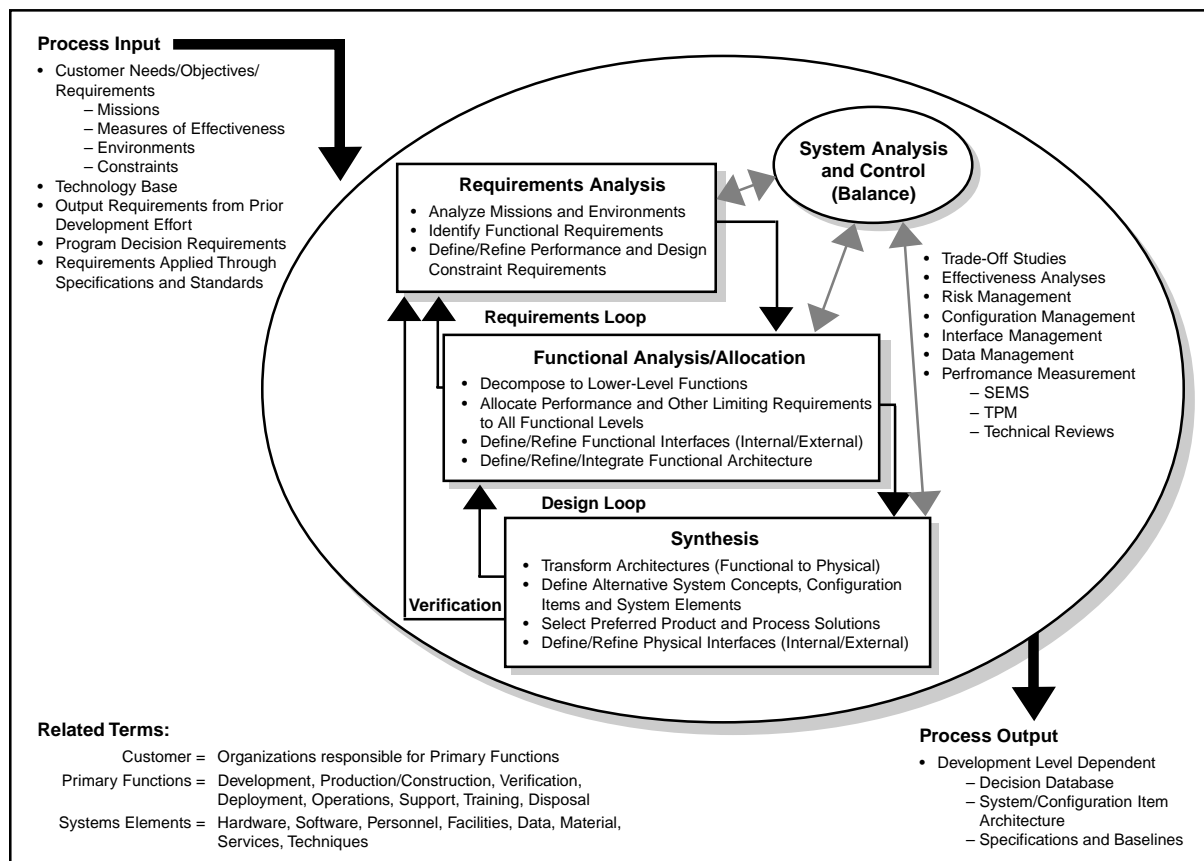 Process Input
• Customer Needs/Objectives/
Requirements
– Missions
– Measures of Effectiveness
– Environments
– Constraints
• Technology Base
• Output Requirements from Prior
Development Effort
• Program Decision Requirements
• Requirements Applied Through
Specifications and Standards
System Analysis
and Control
(Balance)
Requirements Analysis
• Analyze Missions and Environments
• Identify Functional Requirements
• Define/Refine Performance and Design
Constraint Requirements
• Trade-Off Studies
• Effectiveness Analyses
• Risk Management
• Configuration Management
• Interface Management
• Data Management
• Perfromance Measurement
– SEMS
– TPM
– Technical Reviews
Requirements Loop
Functional Analysis/Allocation
• Decompose to Lower-Level Functions
• Allocate Performance and Other Limiting Requirements
to All Functional Levels
• Define/Refine Functional Interfaces (Internal/External)
• Define/Refine/Integrate Functional Architecture
Design Loop
Synthesis
• Transform Architectures (Functional to Physical)
• Define Alternative System Concepts, Configuration
Items and System Elements
• Select Preferred Product and Process Solutions
• Define/Refine Physical Interfaces (Internal/External)
Verification
Related Terms:
Customer = Organizations responsible for Primary Functions
Primary Functions = Development, Production/Construction, Verification,
Deployment, Operations, Support, Training, Disposal
Systems Elements = Hardware, Software, Personnel, Facilities, Data, Material,
Services, Techniques
Process Output
• Development Level Dependent
– Decision Database
– System/Configuration Item
Architecture
– Specifications and Baselines